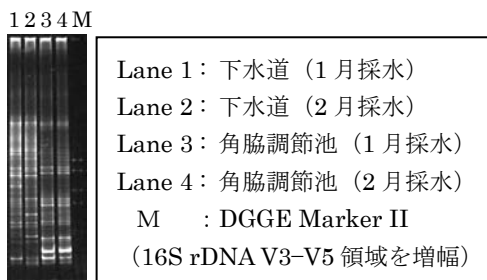 1 2 3 4 M
Lane 1：下水道（1 月採水）
Lane 2：下水道（2 月採水）
Lane 3：角脇調節池（1 月採水）
Lane 4：角脇調節池（2 月採水）
M ：DGGE Marker II
（16S rDNA V3−V5 領域を増幅）